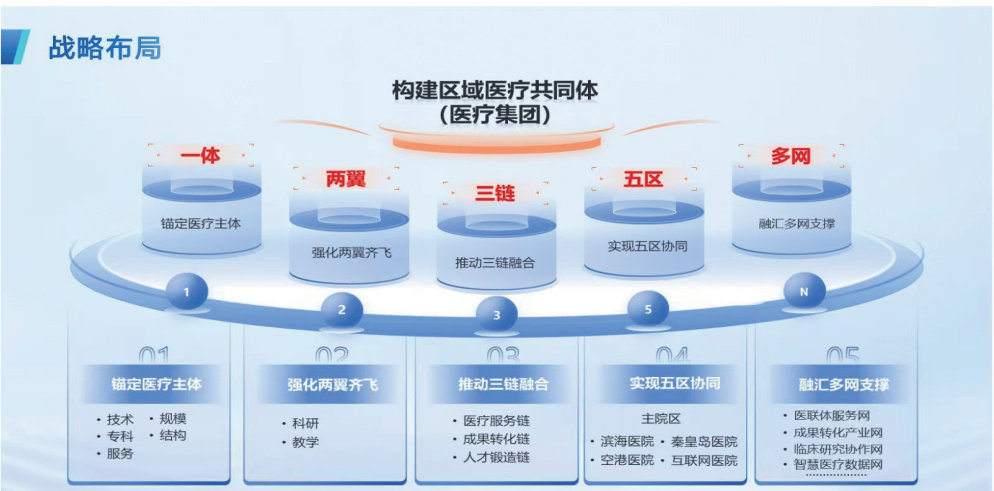 战略布局
构建区域医疗共同体
（医疗集团）
一体
两翼
三链
五区
多网
锚定医疗主体
强化两翼齐飞
推动三链融合
实现五区协同
融汇多网支撑
1
2
3
5
N
01
锚定医疗主体
・技术 ・规模
・专科 ・结构
・服务
02
强化两翼齐飞
・科研
・教学
03
推动三链融合
・医疗服务链
・成果转化链
・人才锻造链
04
实现五区协同
主院区
・滨海医院 ・秦皇岛医院
・空港医院 ・互联网医院
05
融汇多网支撑
・医联体服务网
・成果转化产业网
・临床研究协作网
・智慧医疗数据网
………………